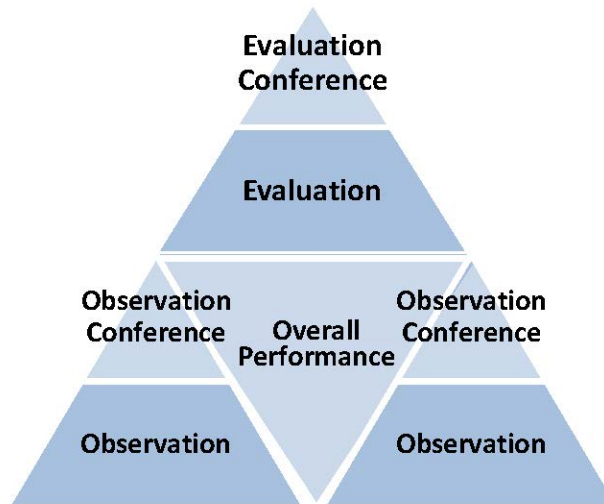 Evaluation
Conference
Evaluation
Observation
Conference
Overall
Performance
Observation
Conference
Observation
Observation